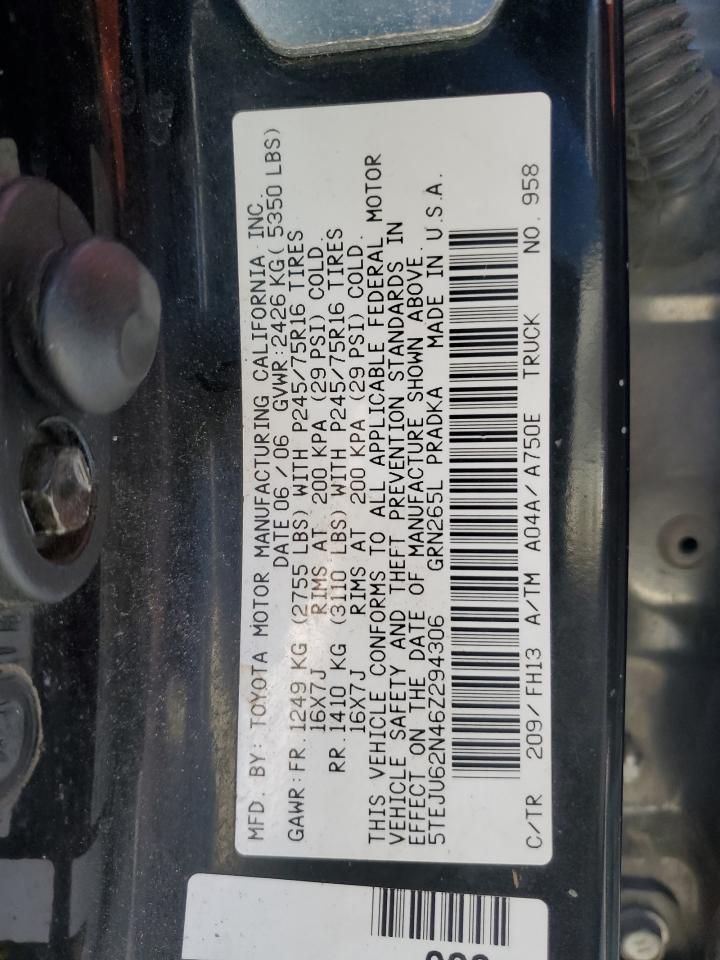 MFD. BY: TOYOTA MOTOR MANUFACTURING CALIFORNIA INC.
DATE 06 / 06 GVWR: 2426 KG ( 5350 LBS)
GAWR: FR. 1249 KG (2755 LBS) WITH P245/75R16 TIRES
16X7J RIMS AT 200 KPA (29 PSI) COLD.
RR. 1410 KG (3110 LBS) WITH P245/75R16 TIRES
16X7J RIMS AT 200 KPA (29 PSI) COLD.
THIS VEHICLE CONFORMS TO ALL APPLICABLE FEDERAL MOTOR
VEHICLE SAFETY AND THEFT PREVENTION STANDARDS IN
EFFECT ON THE DATE OF MANUFACTURE SHOWN ABOVE.
5TEJU62N46Z294306 GRN265L PRADKA MADE IN U.S.A.
C/TR 209/ FH13 A/TM A04A/ A750E TRUCK NO. 958